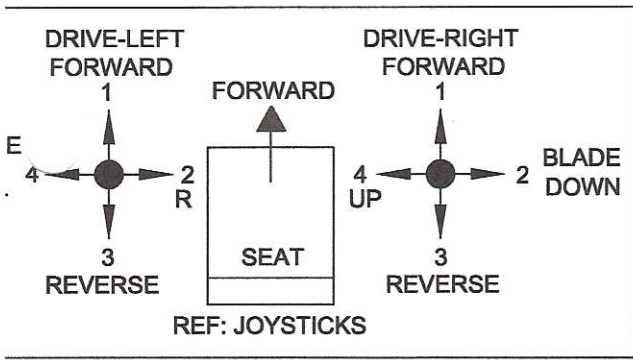 DRIVE-LEFT
FORWARD
1
E
4
2
R
3
REVERSE
FORWARD
SEAT
REF: JOYSTICKS
DRIVE-RIGHT
FORWARD
1
4
UP
2
BLADE
DOWN
3
REVERSE